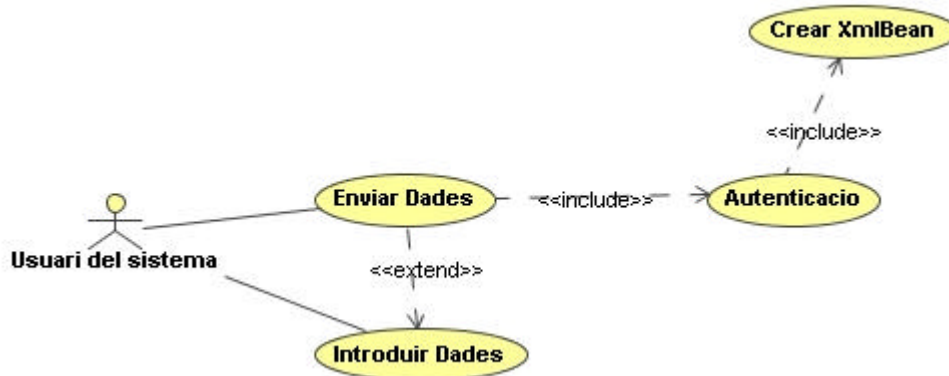 Crear XmlBean
<<include>>
Enviar Dades
<<include>>
Autenticacio
Usuari del sistema
<<extend>>
Introduir Dades